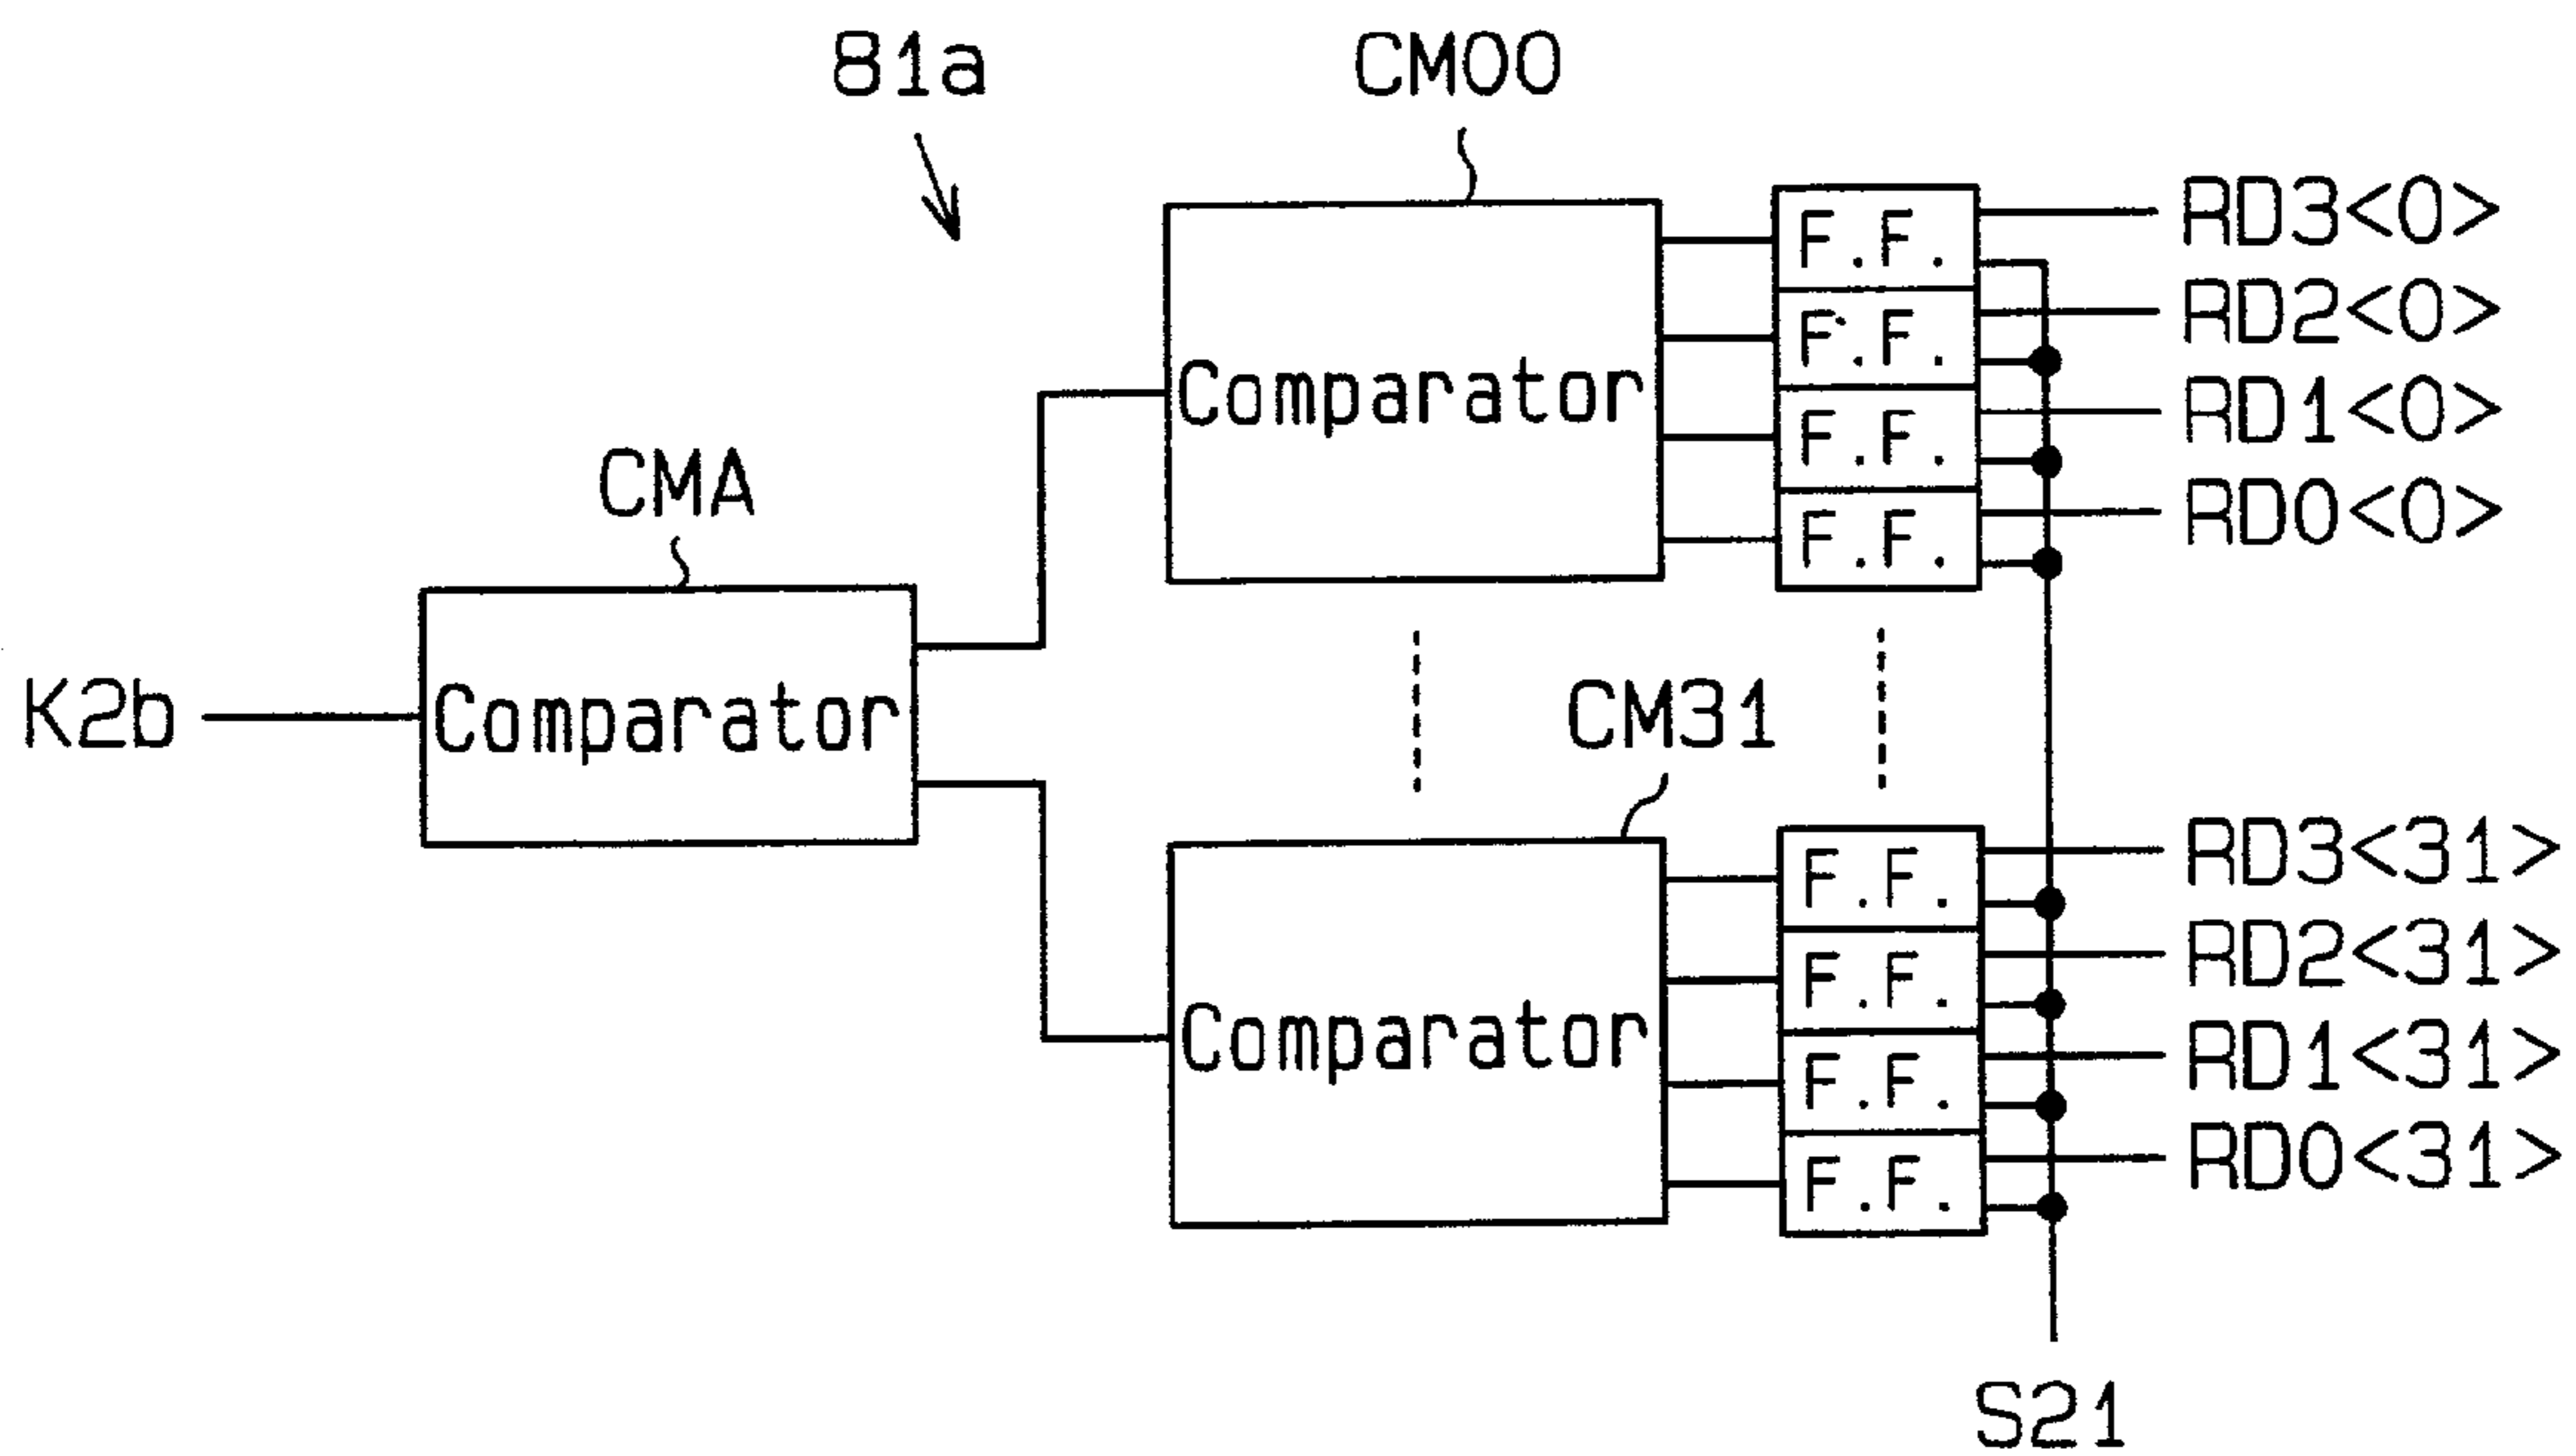 81a
CM00
CMA
Comparator
F.F.
F.F.
F.F.
F.F.
RD3<0>
RD2<0>
RD1<0>
RD0<0>
K2b
Comparator
CM31
Comparator
F.F.
F.F.
F.F.
F.F.
RD3<31>
RD2<31>
RD1<31>
RD0<31>
S21